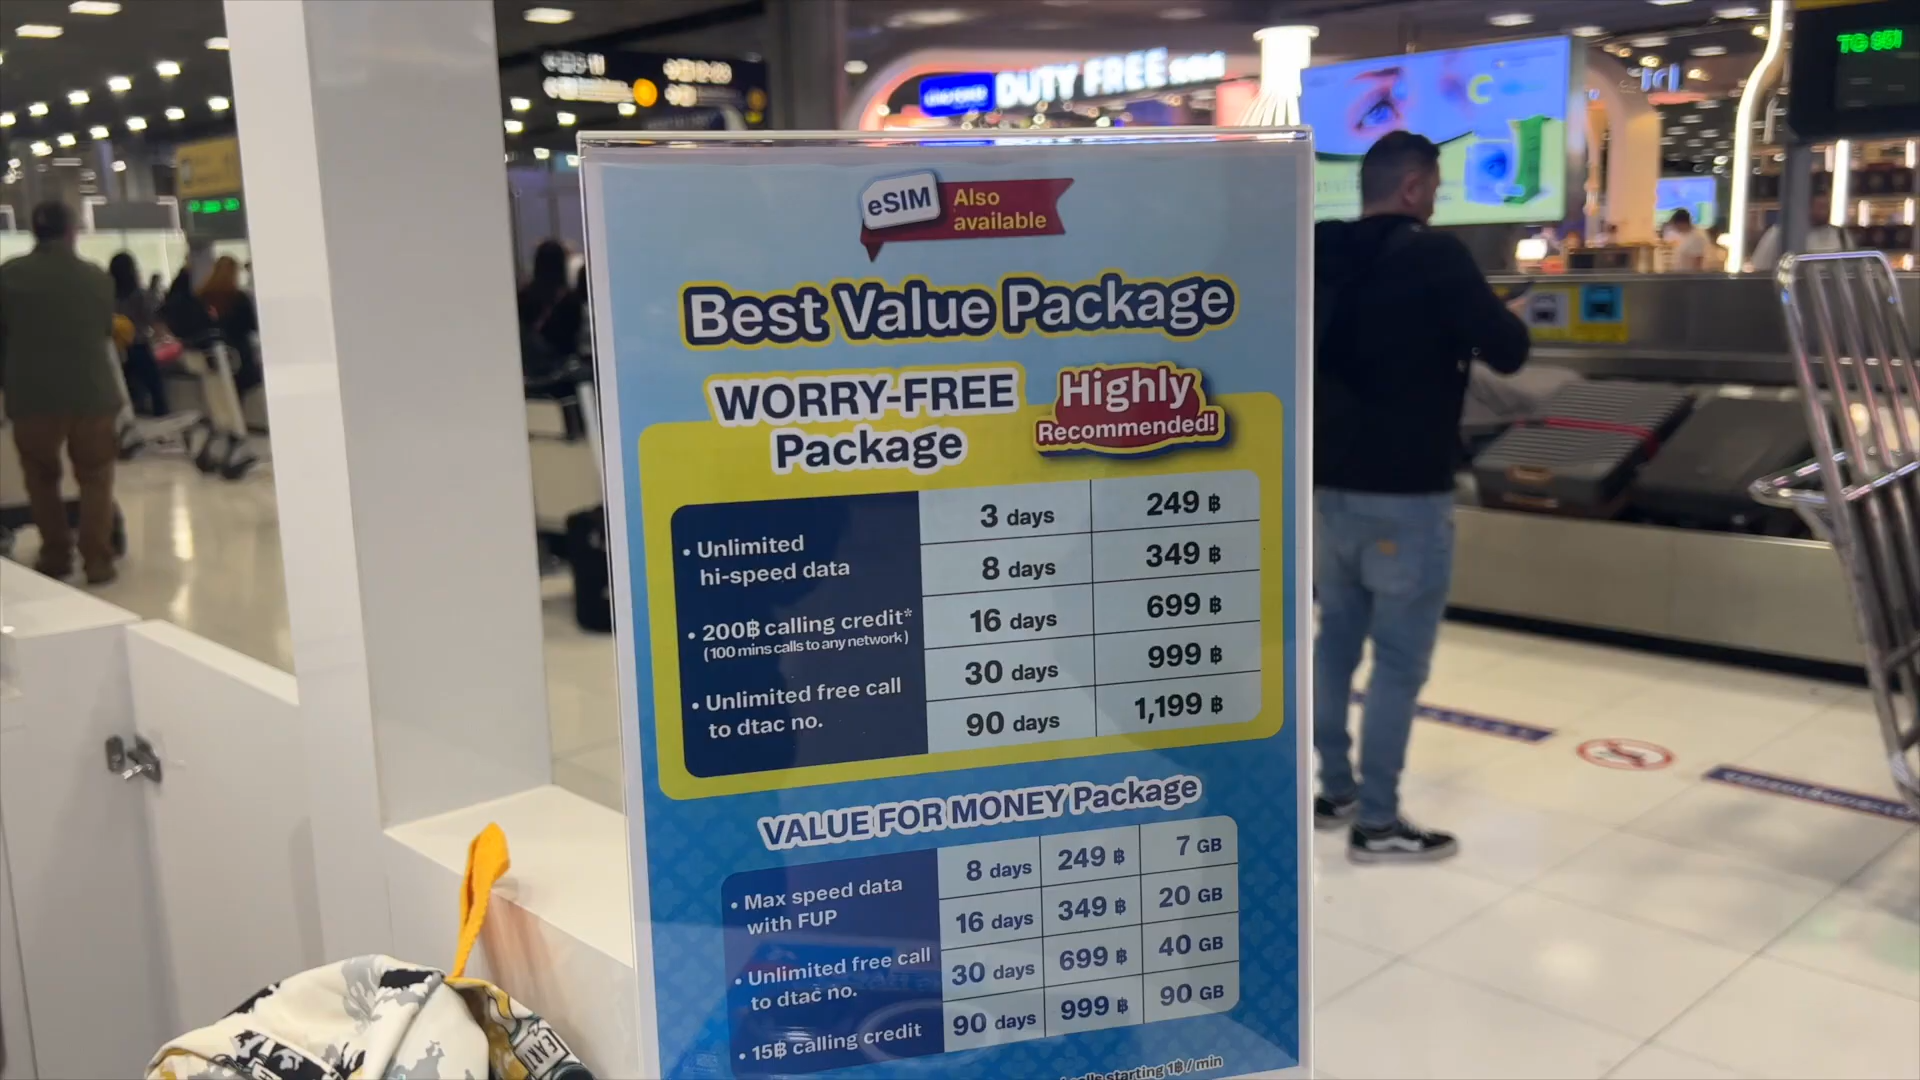 DUTY FREE
TG 951
eSIM Also
available
Best Value Package
WORRY-FREE
Package
Highly
Recommended!
• Unlimited
hi-speed data
• 200฿ calling credit*
(100 mins calls to any network)
• Unlimited free call
to dtac no.
3 days 249 ฿
8 days 349 ฿
16 days 699 ฿
30 days 999 ฿
90 days 1,199 ฿
VALUE FOR MONEY Package
• Max speed data
with FUP
• Unlimited free call
to dtac no.
• 15฿ calling credit
8 days 249 ฿ 7 GB
16 days 349 ฿ 20 GB
30 days 699 ฿ 40 GB
90 days 999 ฿ 90 GB
starting 1฿ / min